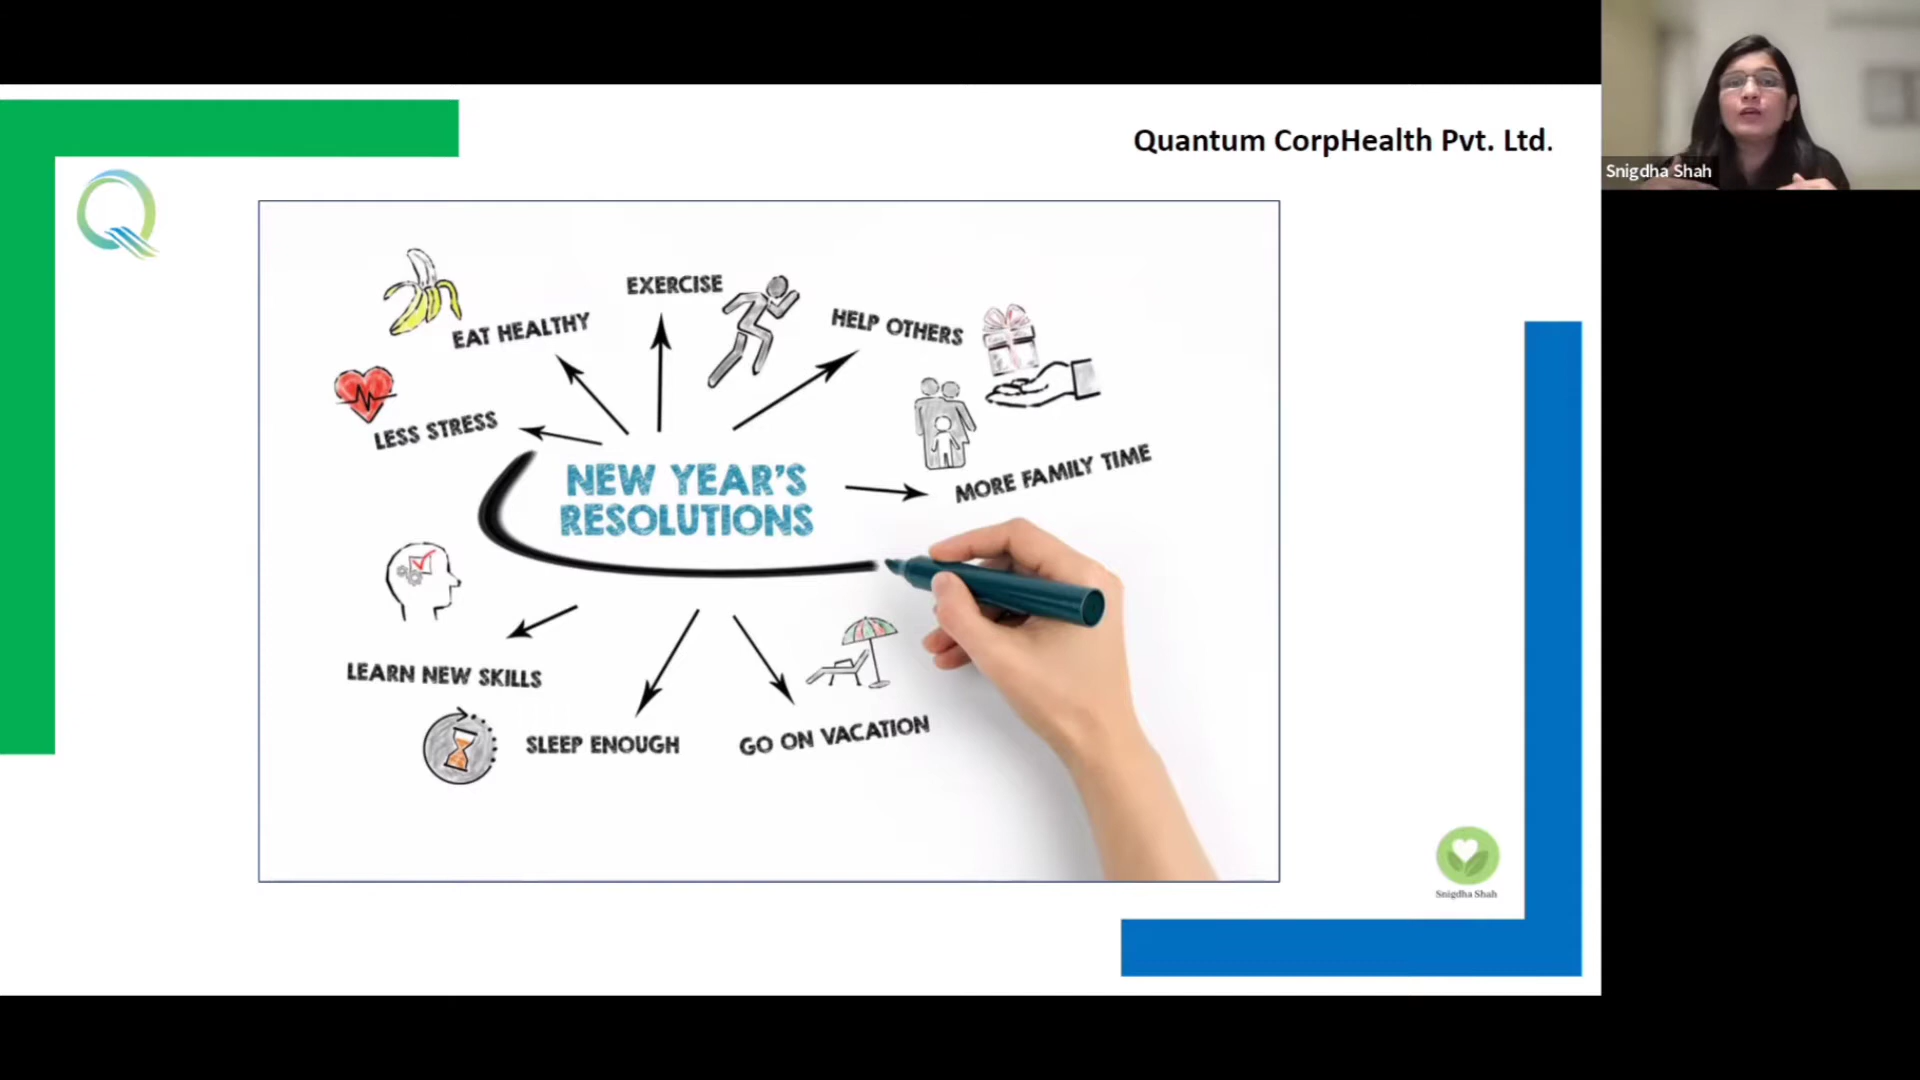 Quantum CorpHealth Pvt. Ltd.
Snigdha Shah
EXERCISE
EAT HEALTHY
HELP OTHERS
LESS STRESS
MORE FAMILY TIME
NEW YEAR'S
RESOLUTIONS
LEARN NEW SKILLS
SLEEP ENOUGH
GO ON VACATION
Snigdha Shah